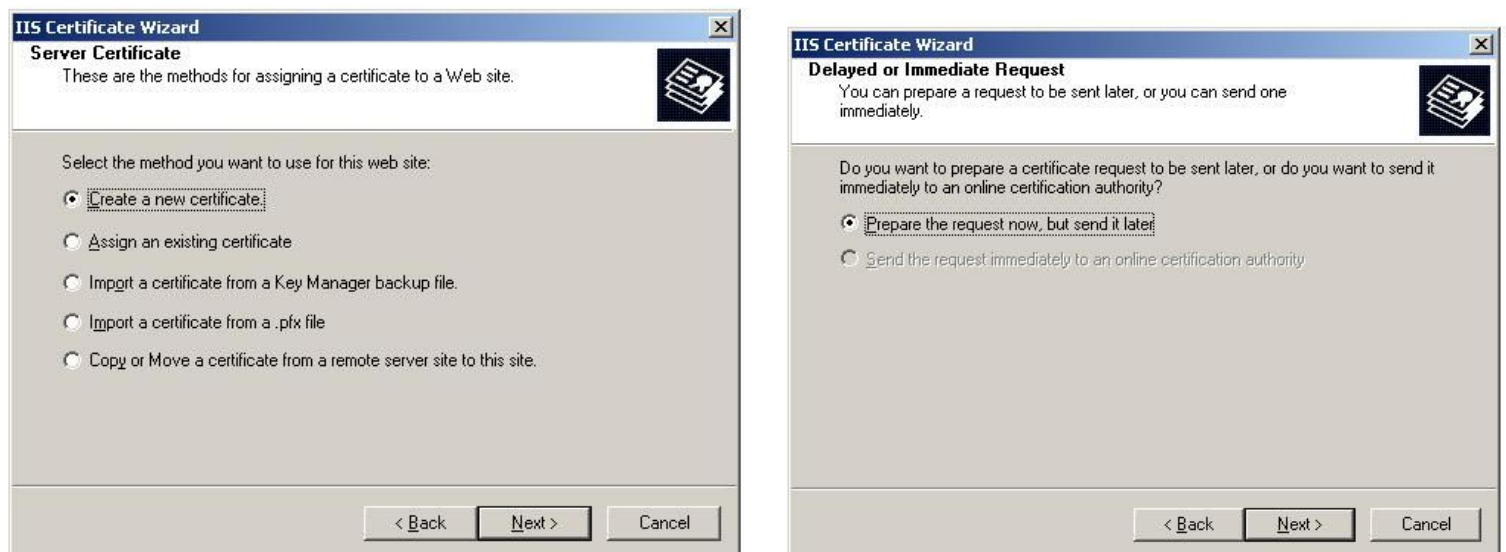 IIS Certificate Wizard
Server Certificate
These are the methods for assigning a certificate to a Web site.
Select the method you want to use for this web site:
Create a new certificate.
Assign an existing certificate
Import a certificate from a Key Manager backup file.
Import a certificate from a .pfx file
Copy or Move a certificate from a remote server site to this site.
< Back
Next >
Cancel
IIS Certificate Wizard
Delayed or Immediate Request
You can prepare a request to be sent later, or you can send one
immediately.
Do you want to prepare a certificate request to be sent later, or do you want to send it
immediately to an online certification authority?
Prepare the request now, but send it later
Send the request immediately to an online certification authority
< Back
Next >
Cancel